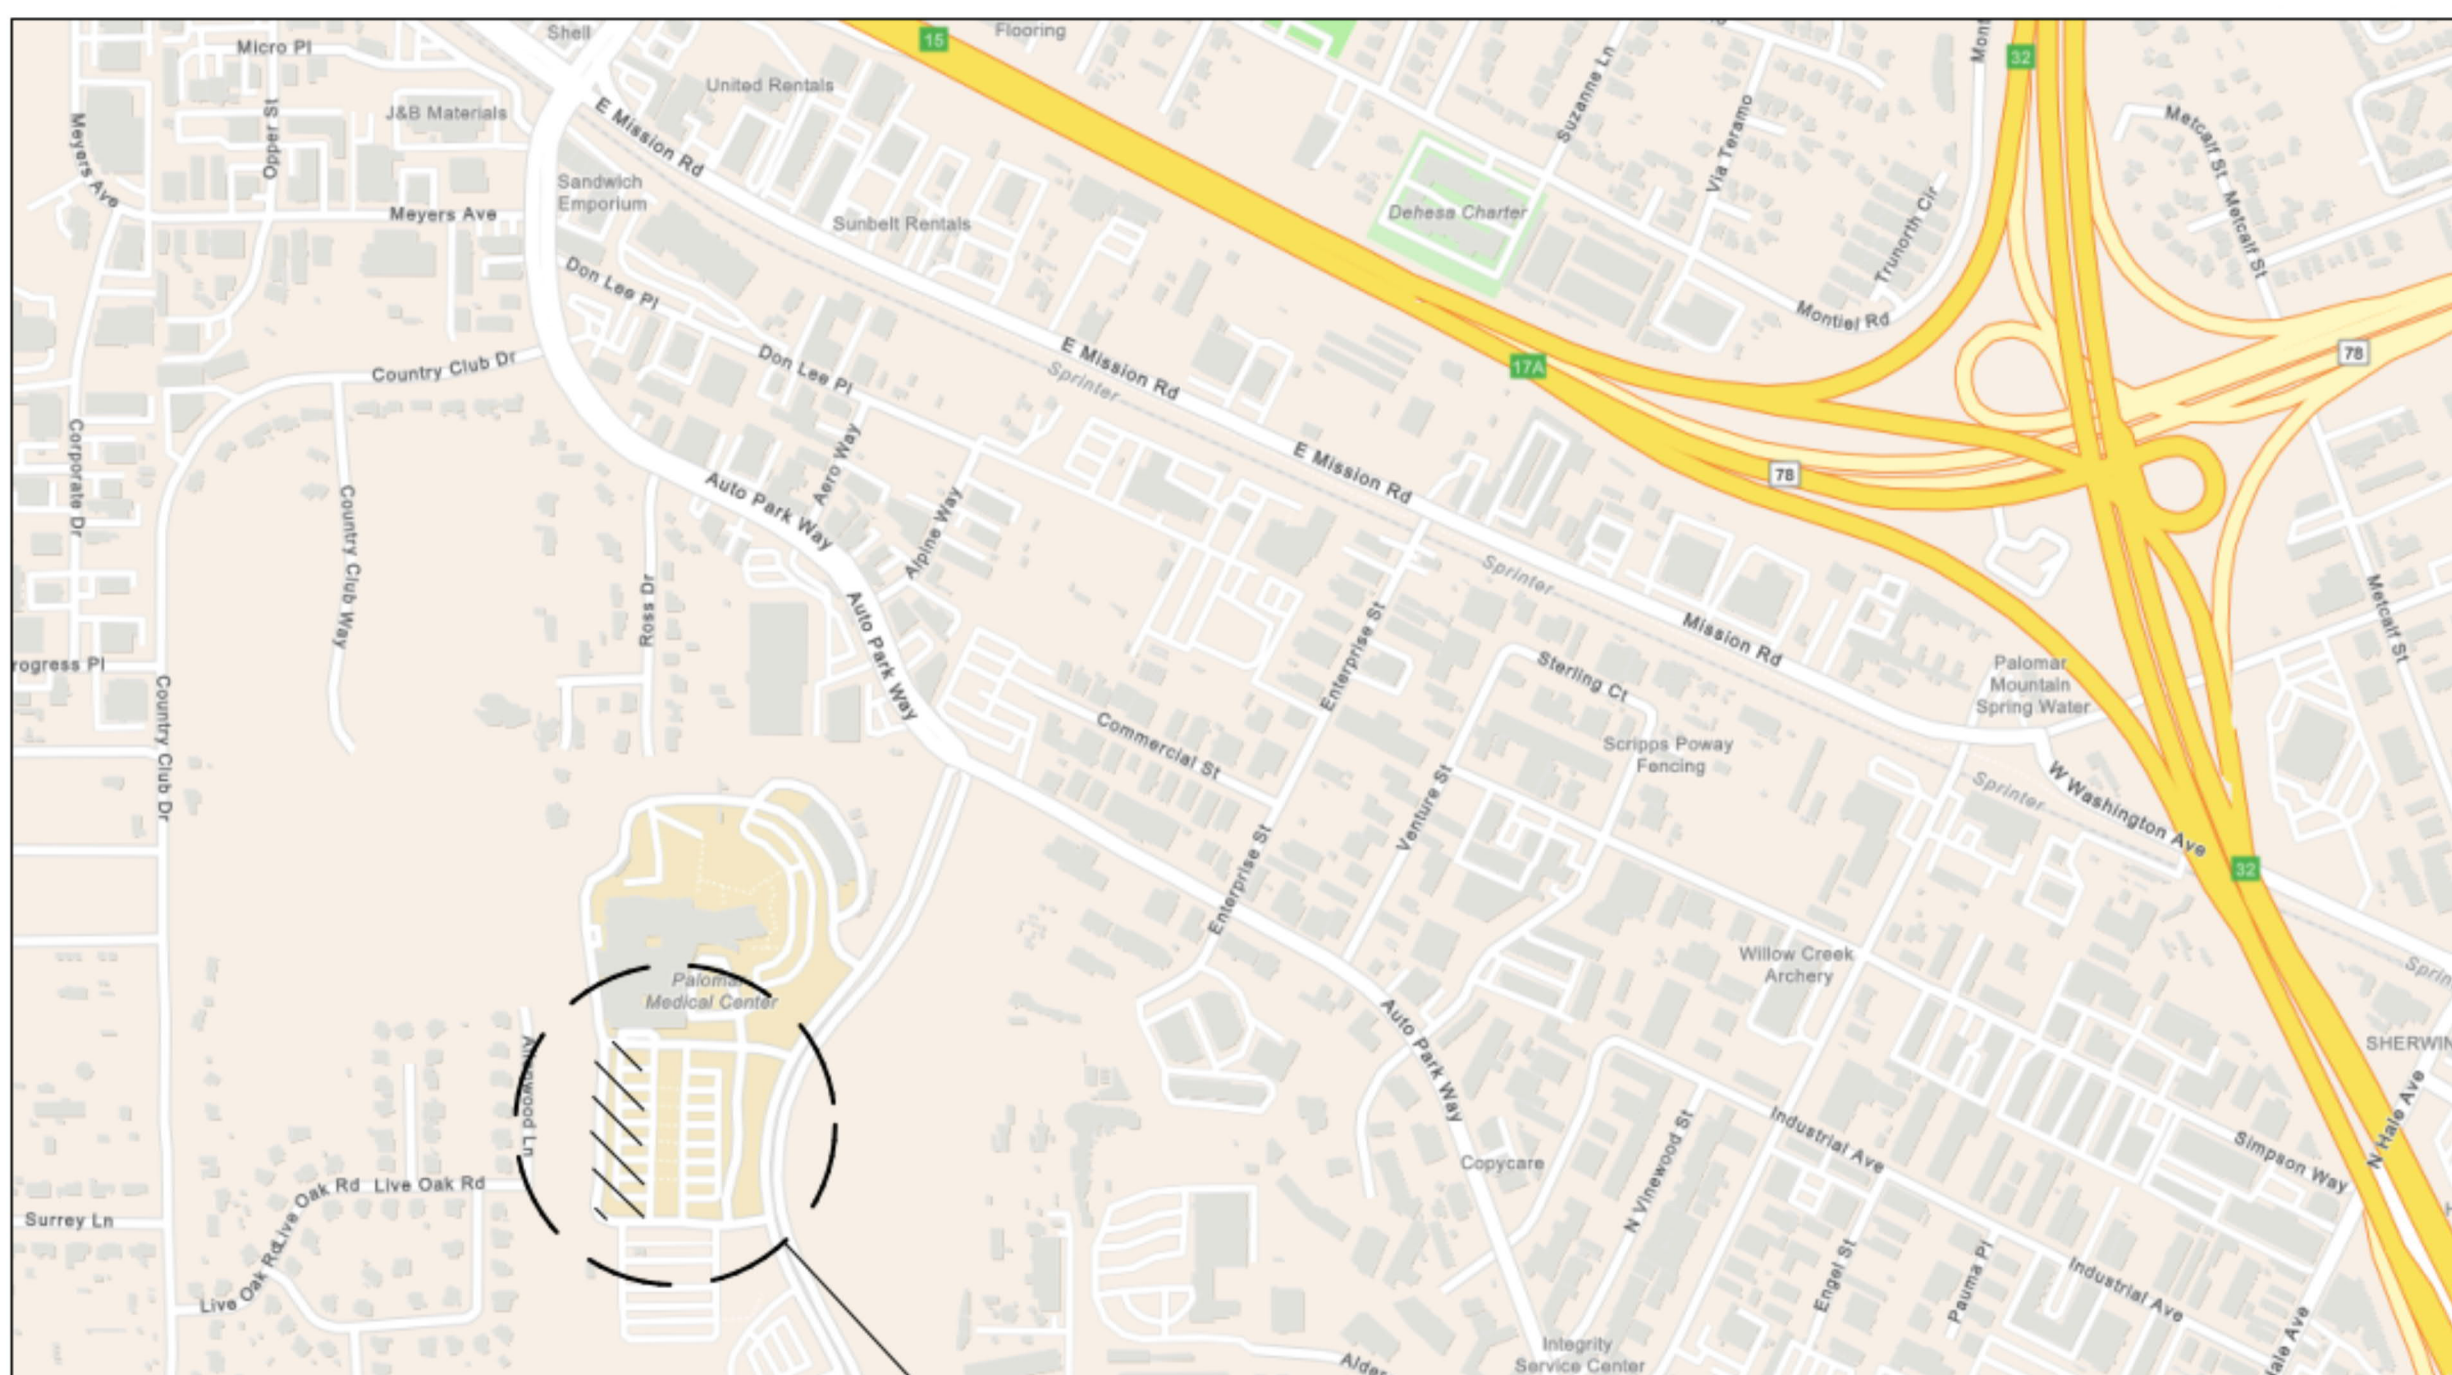 Shell
Micro Pl
15
Flooring
32
Mont
United Rentals
J&B Materials
Opper St
Meyers Ave
E Mission Rd
Suzanne Ln
Via Teramo
Metcalf St
Metcalf St
Sandwich
Emporium
Meyers Ave
Sunbelt Rentals
Dehesa Charter
Trunorth Cir
Don Lee Pl
Montiel Rd
Country Club Dr
Don Lee Pl
E Mission Rd
Sprinter
17A
78
Corporate Dr
Country Club Way
Auto Park Way
Aero Way
Alpine Way
E Mission Rd
78
Sprinter
Ross Dr
Auto Park Way
Enterprise St
Mission Rd
Metcalf St
rogress Pl
Country Club Dr
Sterling Ct
Palomar
Mountain
Spring Water
Commercial St
Scripps Poway
Fencing
Venture St
Sprinter
W Washington Ave
Enterprise St
32
Willow Creek
Archery
Sprin
Palomar
Medical Center
Auto Park Way
SHERWIN
wood Ln
Industrial Ave
N Vinewood St
Copycare
Simpson Way
N Hale Ave
Live Oak Rd
Live Oak Rd
Surrey Ln
Live Oak Rd
Engel St
Pauma Pl
Industrial Ave
Integrity
Service Center
Alder
ale Ave